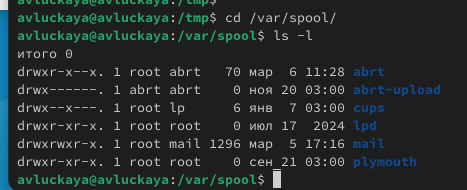 avluckaya@avluckaya:/tmp$
avluckaya@avluckaya:/tmp$ cd /var/spool/
avluckaya@avluckaya:/var/spool$ ls -l
итого 0
drwxr-x--x. 1 root abrt   70 мар  6 11:28 abrt
drwx------. 1 abrt abrt    0 ноя 20 03:00 abrt-upload
drwx--x---. 1 root lp      6 янв  7 03:00 cups
drwxr-xr-x. 1 root root    0 июл 17  2024 lpd
drwxrwxr-x. 1 root mail 1296 мар  5 17:16 mail
drwxr-xr-x. 1 root root    0 сен 21 03:00 plymouth
avluckaya@avluckaya:/var/spool$